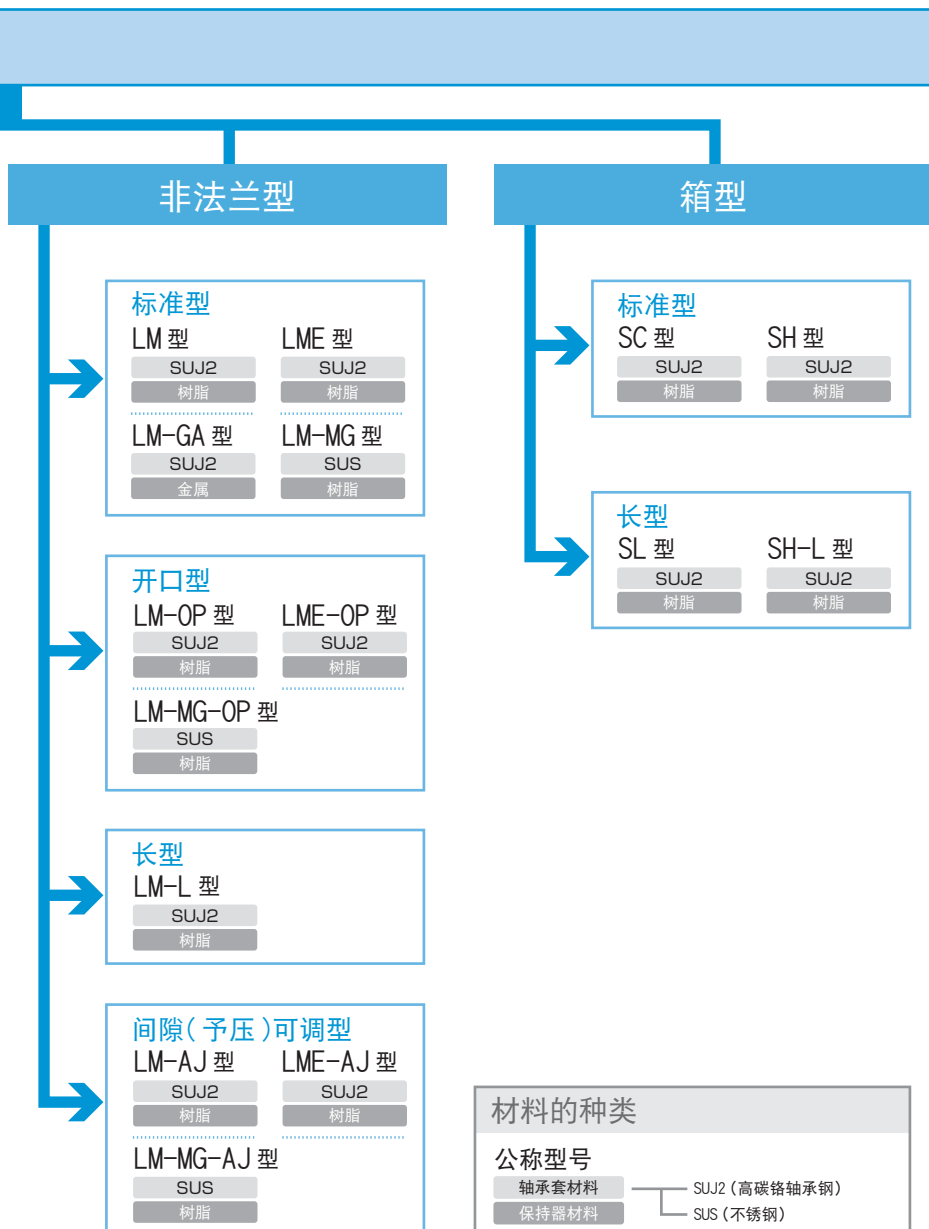 非法兰型
标准型
LM 型 LME 型
SUJ2 SUJ2
树脂 树脂
LM-GA 型 LM-MG 型
SUJ2 SUS
金属 树脂
开口型
LM-OP 型 LME-OP 型
SUJ2 SUJ2
树脂 树脂
LM-MG-OP 型
SUS
树脂
长型
LM-L 型
SUJ2
树脂
间隙(予压)可调型
LM-AJ 型 LME-AJ 型
SUJ2 SUJ2
树脂 树脂
LM-MG-AJ 型
SUS
树脂
箱型
标准型
SC 型 SH 型
SUJ2 SUJ2
树脂 树脂
长型
SL 型 SH-L 型
SUJ2 SUJ2
树脂 树脂
材料的种类
公称型号
轴承套材料 SUJ2 (高碳铬轴承钢)
保持器材料 SUS (不锈钢)